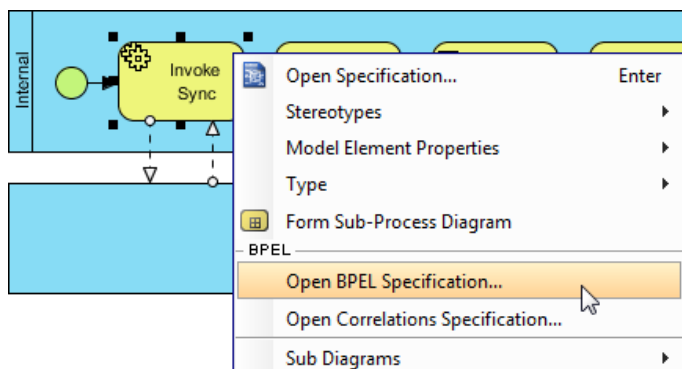 Internal
Invoke
Sync
Open Specification... Enter
Stereotypes
Model Element Properties
Type
Form Sub-Process Diagram
BPEL
Open BPEL Specification...
Open Correlations Specification...
Sub Diagrams